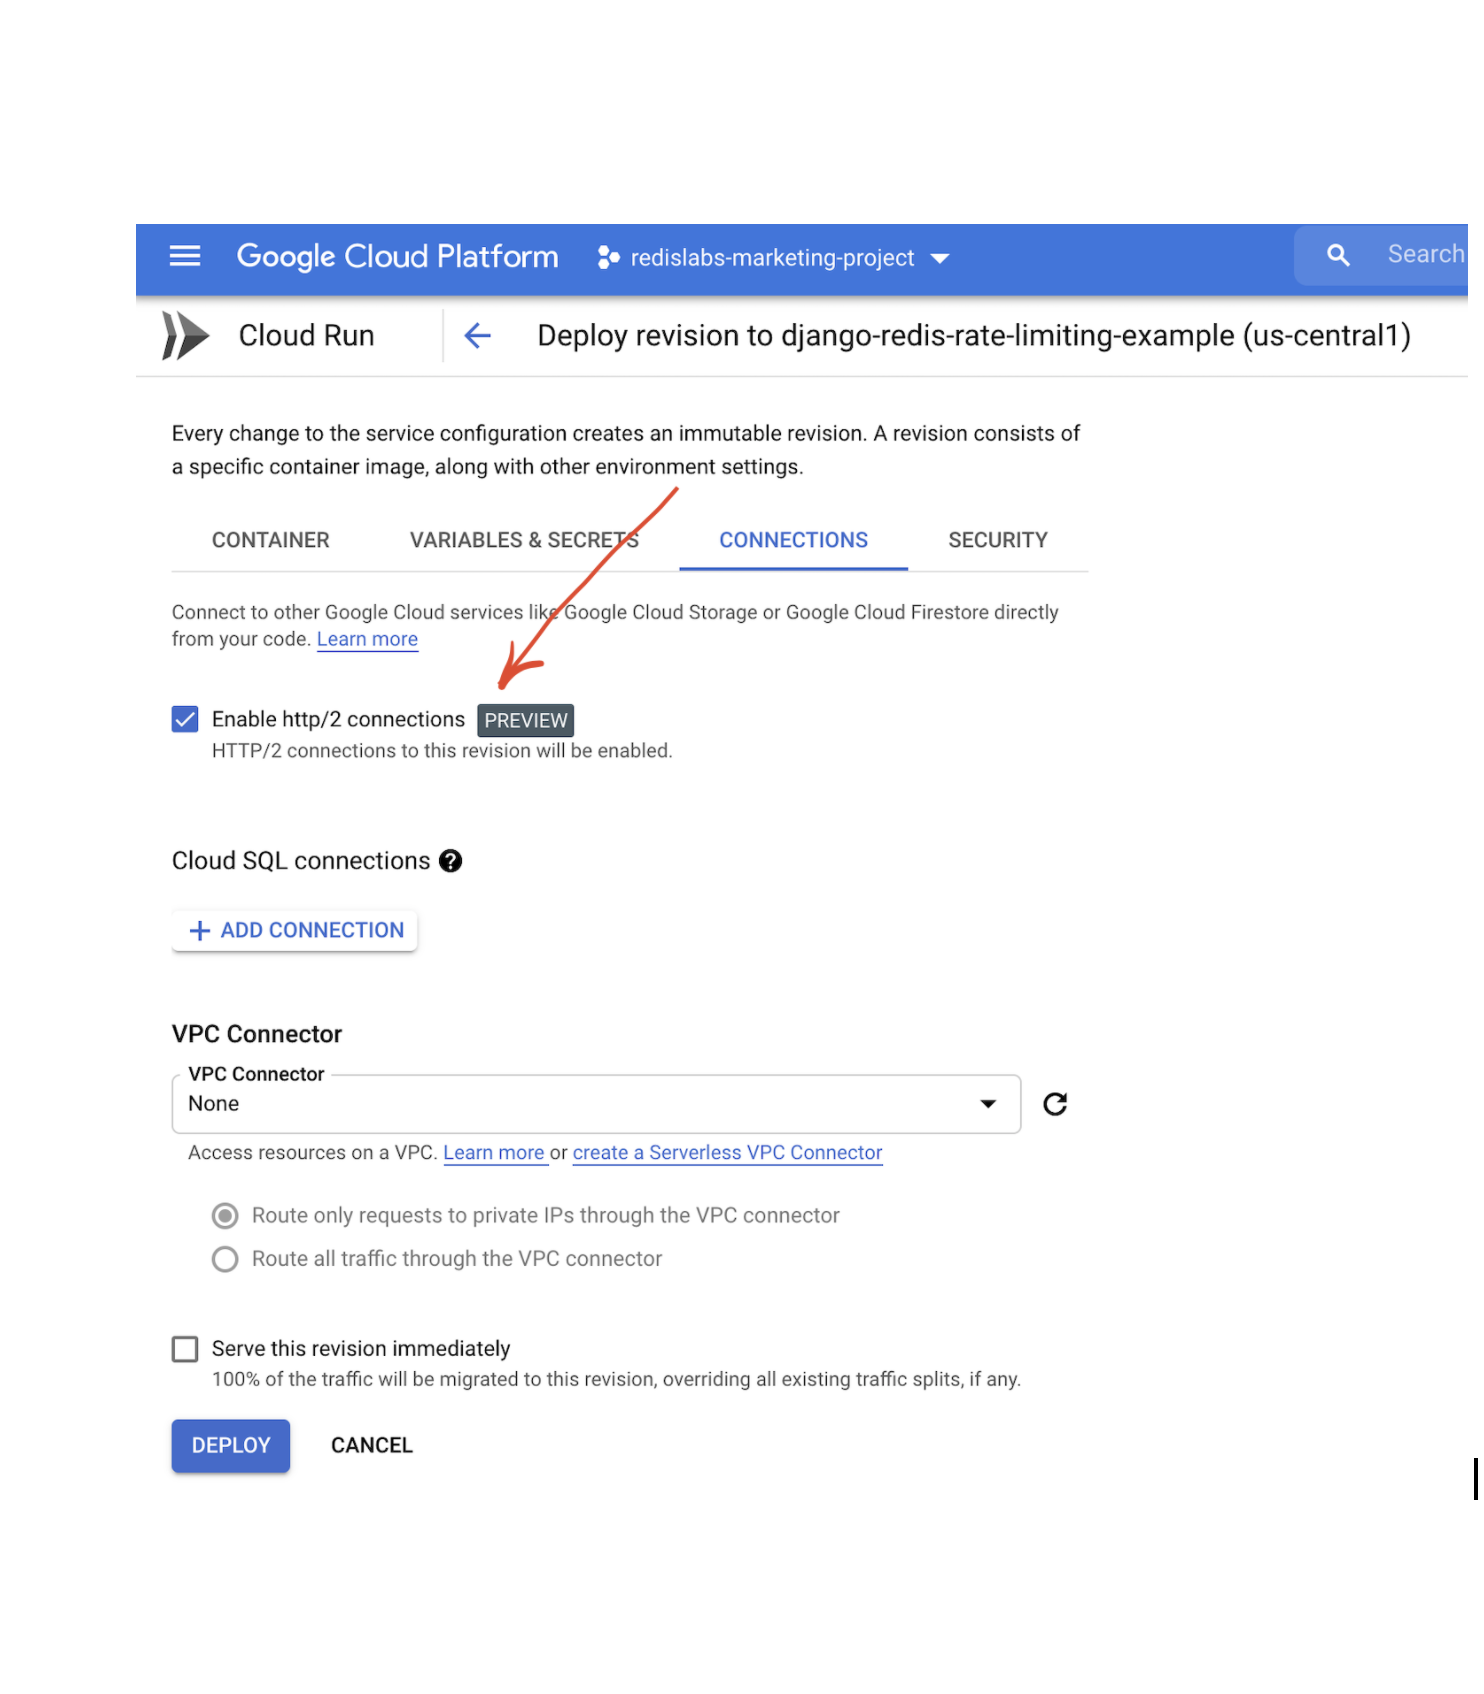 Google Cloud Platform redislabs-marketing-project Search
Cloud Run Deploy revision to django-redis-rate-limiting-example (us-central1)
Every change to the service configuration creates an immutable revision. A revision consists of
a specific container image, along with other environment settings.
CONTAINER VARIABLES & SECRETS CONNECTIONS SECURITY
Connect to other Google Cloud services like Google Cloud Storage or Google Cloud Firestore directly
from your code. Learn more
Enable http/2 connections PREVIEW
HTTP/2 connections to this revision will be enabled.
Cloud SQL connections ?
+ ADD CONNECTION
VPC Connector
VPC Connector
None
Access resources on a VPC. Learn more or create a Serverless VPC Connector
Route only requests to private IPs through the VPC connector
Route all traffic through the VPC connector
Serve this revision immediately
100% of the traffic will be migrated to this revision, overriding all existing traffic splits, if any.
DEPLOY CANCEL